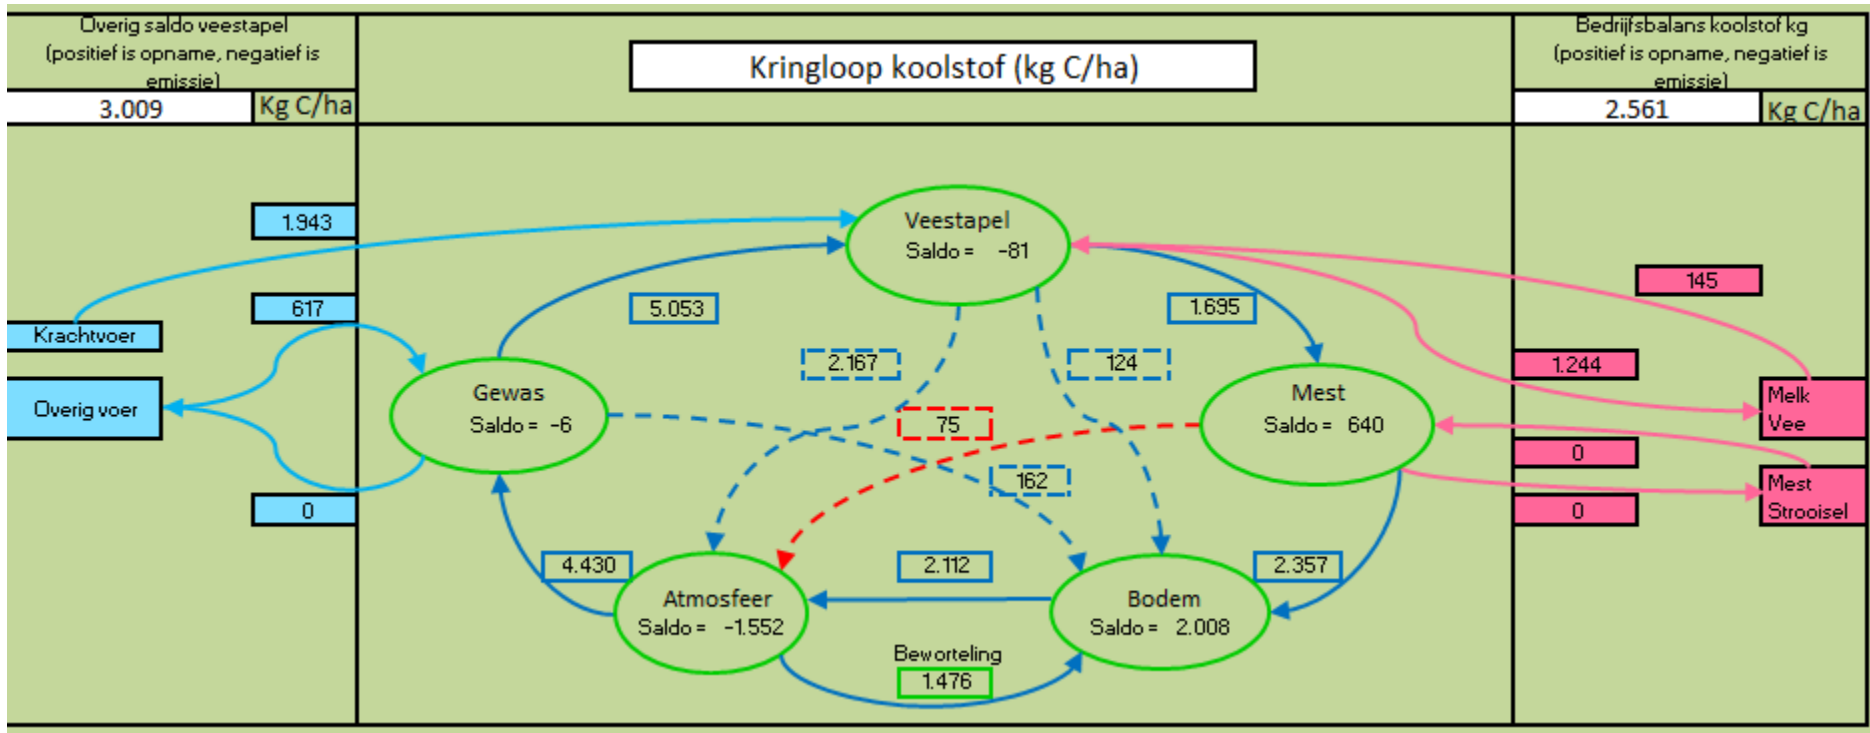 Overig saldo veestapel
(positief is opname, negatief is
emissie)
3.009
Kg C/ha
Kringloop koolstof (kg C/ha)
Bedrijfsbalans koolstof kg
(positief is opname, negatief is
emissie)
2.561
Kg C/ha
1.943
617
Krachtvoer
Overig voer
0
Veestapel
Saldo = -81
5.053
1.695
2.167
124
Gewas
Saldo = -6
Mest
Saldo = 640
75
162
4.430
2.112
2.357
Atmosfeer
Saldo = -1.552
Bodem
Saldo = 2.008
Beworteling
1.476
145
1.244
Melk
Vee
0
Mest
Strooisel
0